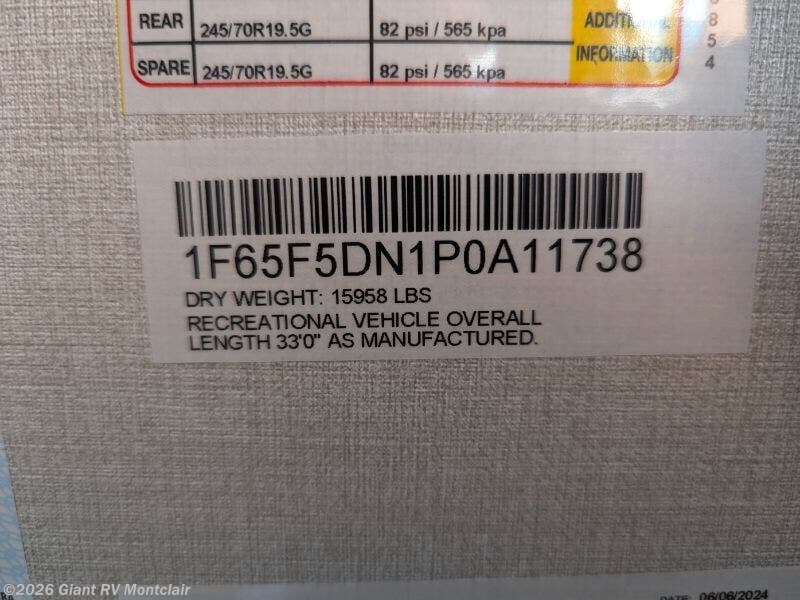 REAR 245/70R19.5G 82 psi / 565 kpa ADDITIONAL
8
5
SPARE 245/70R19.5G 82 psi / 565 kpa INFORMATION
4
1F65F5DN1P0A11738
DRY WEIGHT: 15958 LBS
RECREATIONAL VEHICLE OVERALL
LENGTH 33'0" AS MANUFACTURED.
©2026 Giant RV Montclair
DATE: 06/06/2024